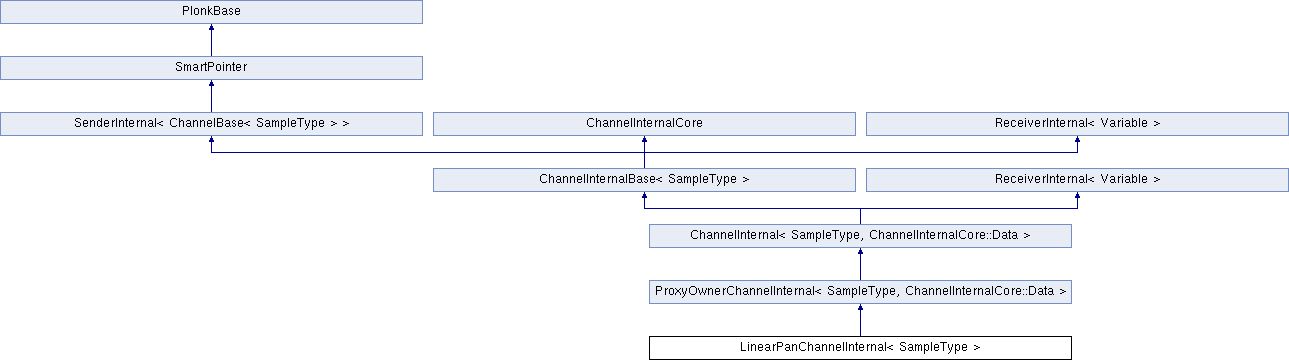 PlonkBase
SmartPointer
SenderInternal< ChannelBase< SampleType > >
ChannelInternalCore
ReceiverInternal< Variable >
ChannelInternalBase< SampleType >
ReceiverInternal< Variable >
ChannelInternal< SampleType, ChannelInternalCore::Data >
ProxyOwnerChannelInternal< SampleType, ChannelInternalCore::Data >
LinearPanChannelInternal< SampleType >